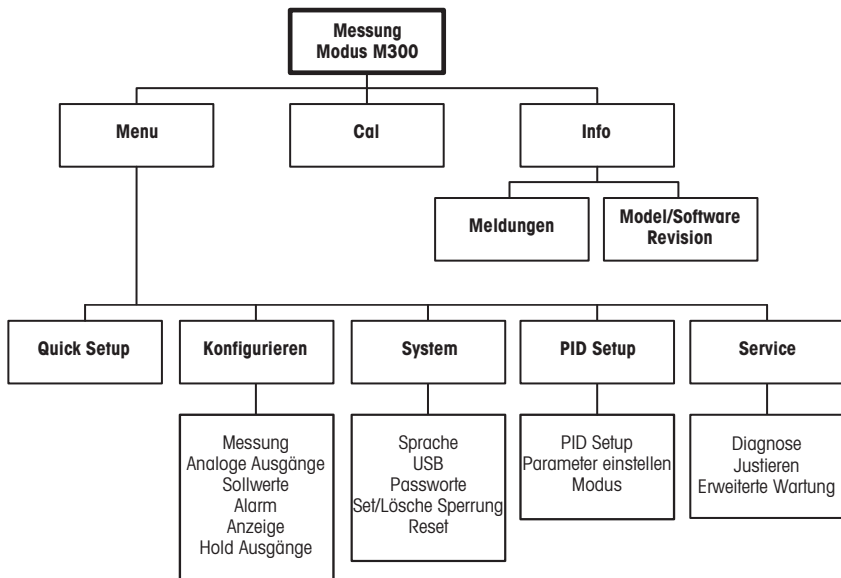 Messung
Modus M300
Menu
Cal
Info
Meldungen
Model/Software
Revision
Quick Setup
Konfigurieren
System
PID Setup
Service
Messung
Analoge Ausgänge
Sollwerte
Alarm
Anzeige
Hold Ausgänge
Sprache
USB
Passworte
Set/Lösche Sperrung
Reset
PID Setup
Parameter einstellen
Modus
Diagnose
Justieren
Erweiterte Wartung